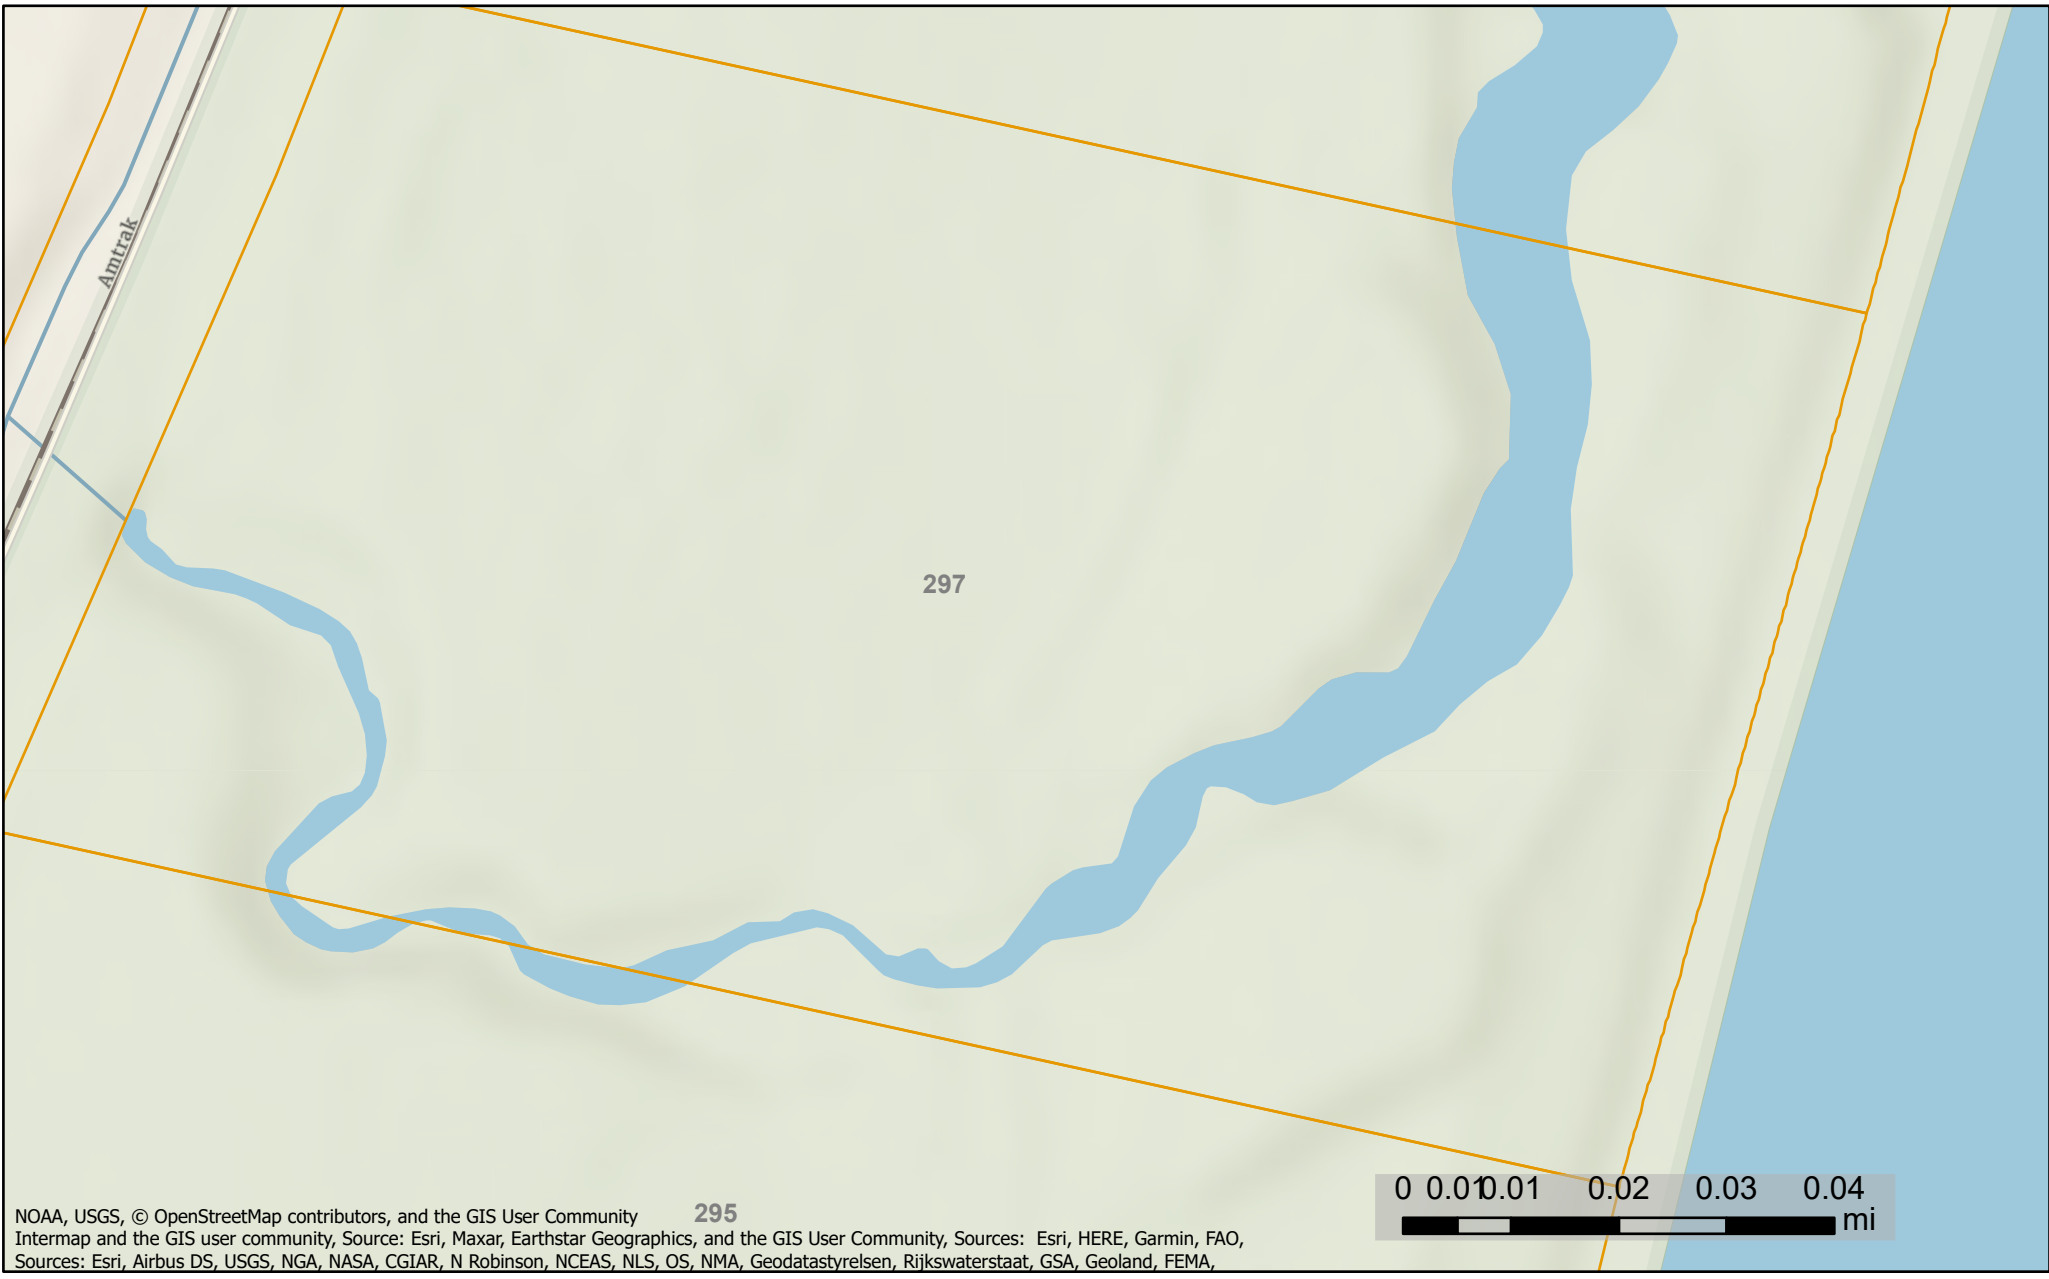 Amtrak
297
295
0 0.01 0.01 0.02 0.03 0.04
mi
NOAA, USGS, © OpenStreetMap contributors, and the GIS User Community
Intermap and the GIS user community, Source: Esri, Maxar, Earthstar Geographics, and the GIS User Community, Sources: Esri, HERE, Garmin, FAO,
Sources: Esri, Airbus DS, USGS, NGA, NASA, CGIAR, N Robinson, NCEAS, NLS, OS, NMA, Geodatastyrelsen, Rijkswaterstaat, GSA, Geoland, FEMA,